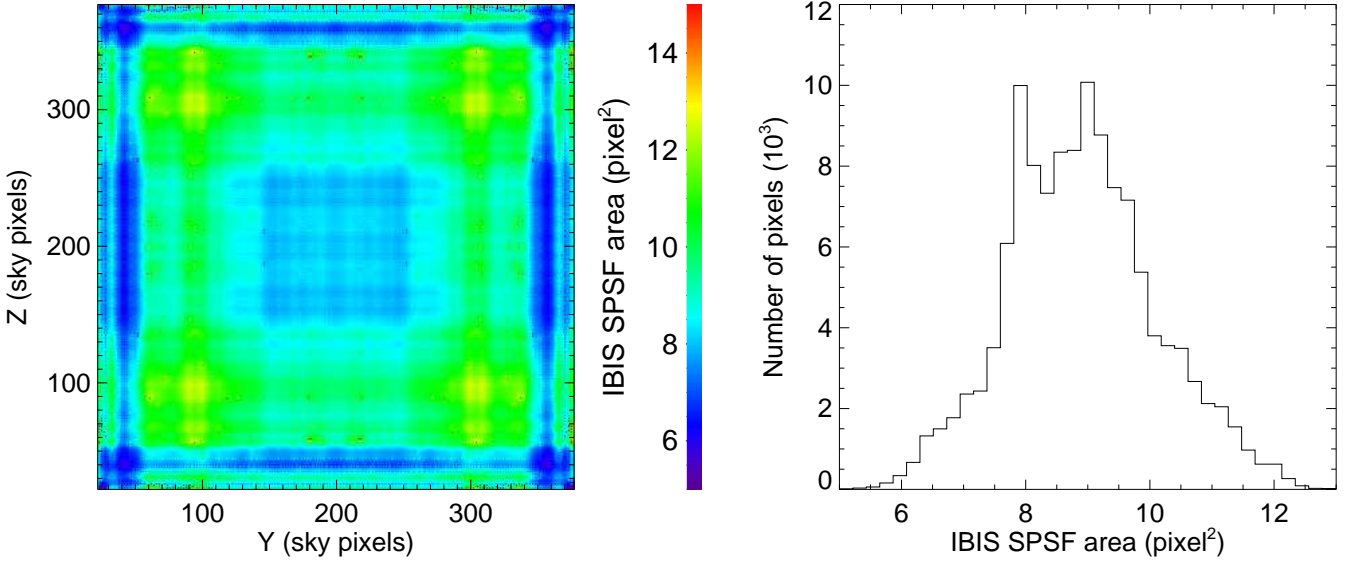 300
200
100
Z (sky pixels)
100 200 300
Y (sky pixels)
14
12
10
8
6
IBIS SPSF area (pixel²)
12
10
8
6
4
2
0
Number of pixels (10³)
6 8 10 12
IBIS SPSF area (pixel²)